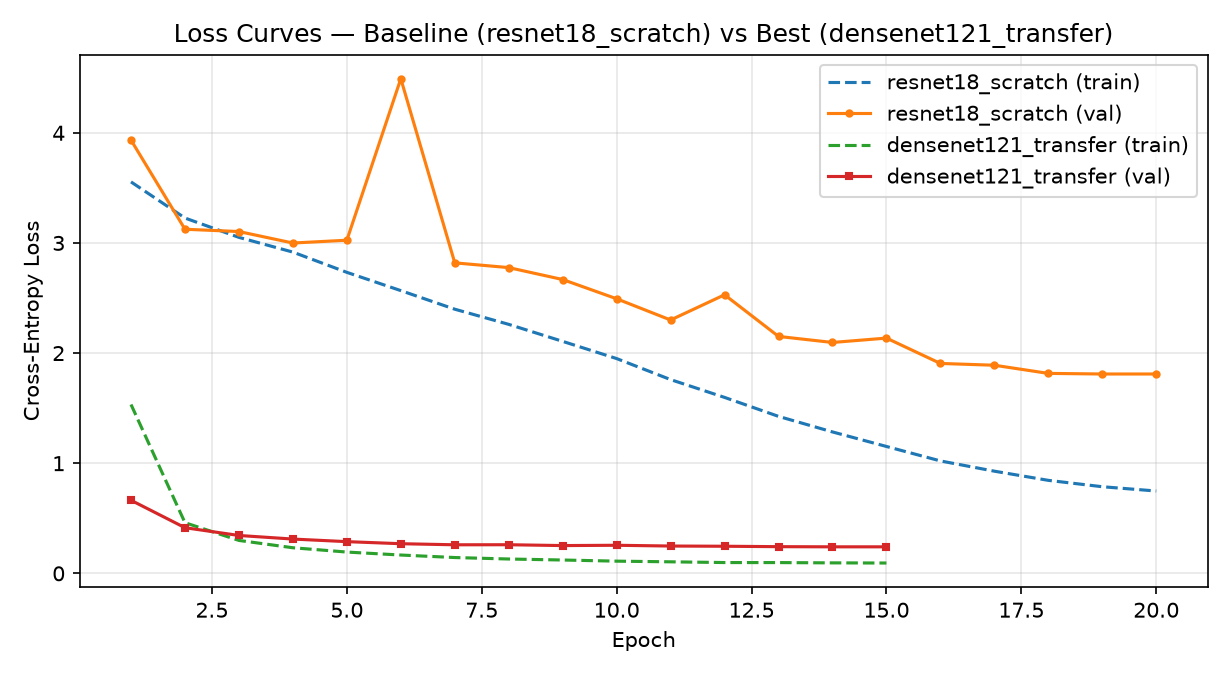 Loss Curves — Baseline (resnet18_scratch) vs Best (densenet121_transfer)
resnet18_scratch (train)
resnet18_scratch (val)
densenet121_transfer (train)
densenet121_transfer (val)
Cross-Entropy Loss
4
3
2
1
0
2.5 5.0 7.5 10.0 12.5 15.0 17.5 20.0
Epoch